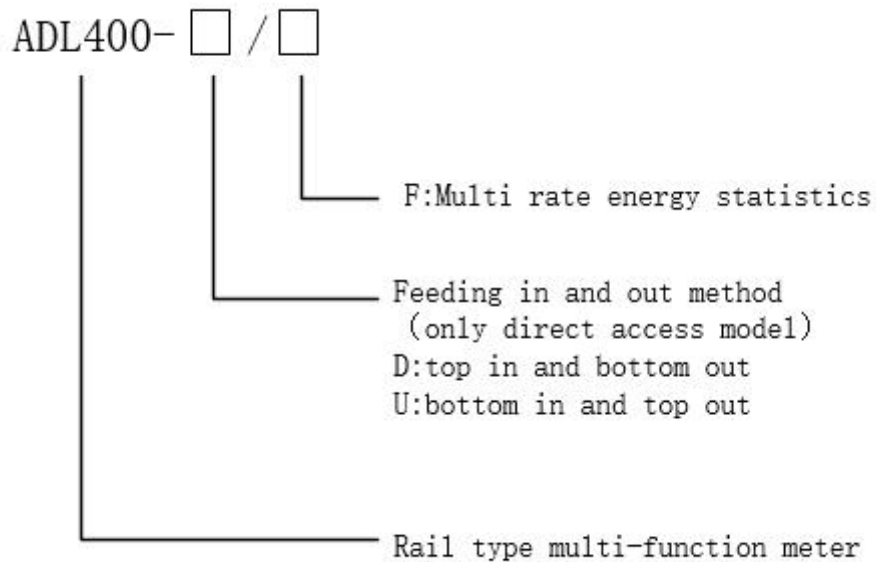 ADL400-□/□
F:Multi rate energy statistics
Feeding in and out method
(only direct access model)
D:top in and bottom out
U:bottom in and top out
Rail type multi-function meter